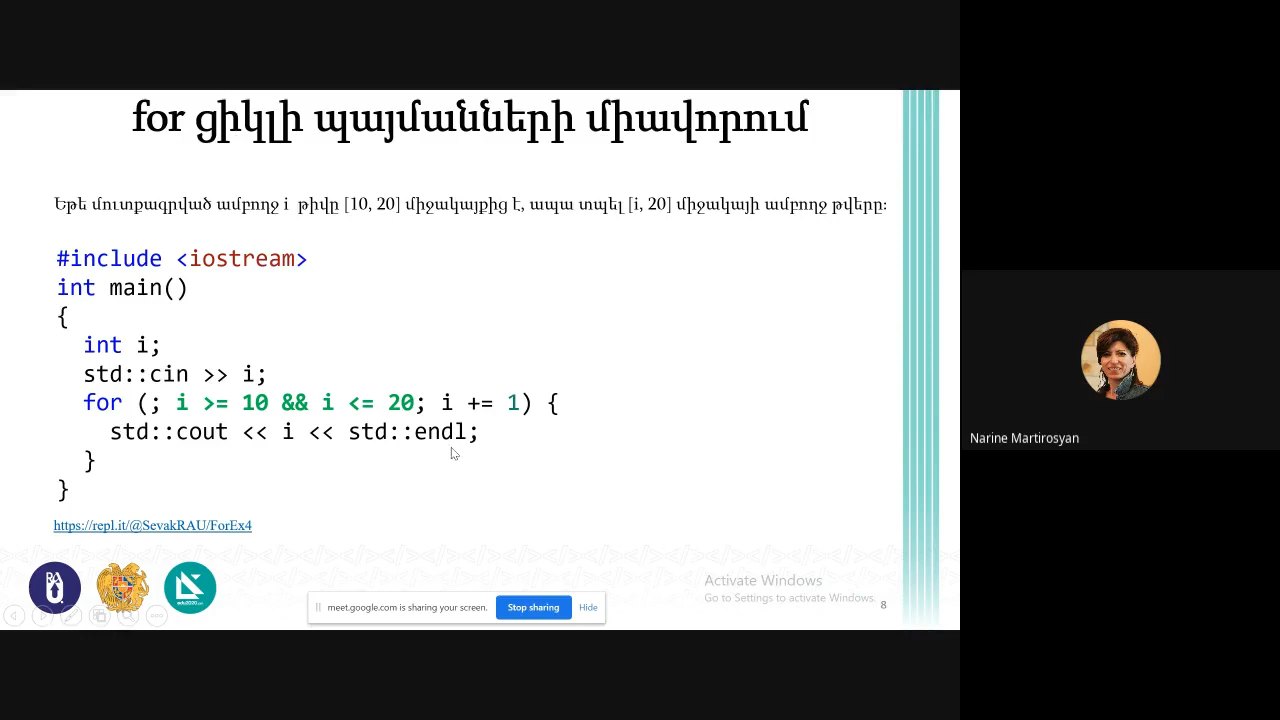 for ցիկլի պայմանների միավորում
Եթե մուտքագրված ամբողջ i թիվը [10, 20] միջակայքից է, ապա տպել [i, 20] միջակայի ամբողջ թվերը:
#include <iostream>
int main()
{
int i;
std::cin >> i;
for (; i >= 10 && i <= 20; i += 1) {
std::cout << i << std::endl;
}
}
https://repl.it/@SevakRAU/ForEx4
Activate Windows
Go to Settings to activate Windows.
8
meet.google.com is sharing your screen.
Stop sharing
Hide
Narine Martirosyan